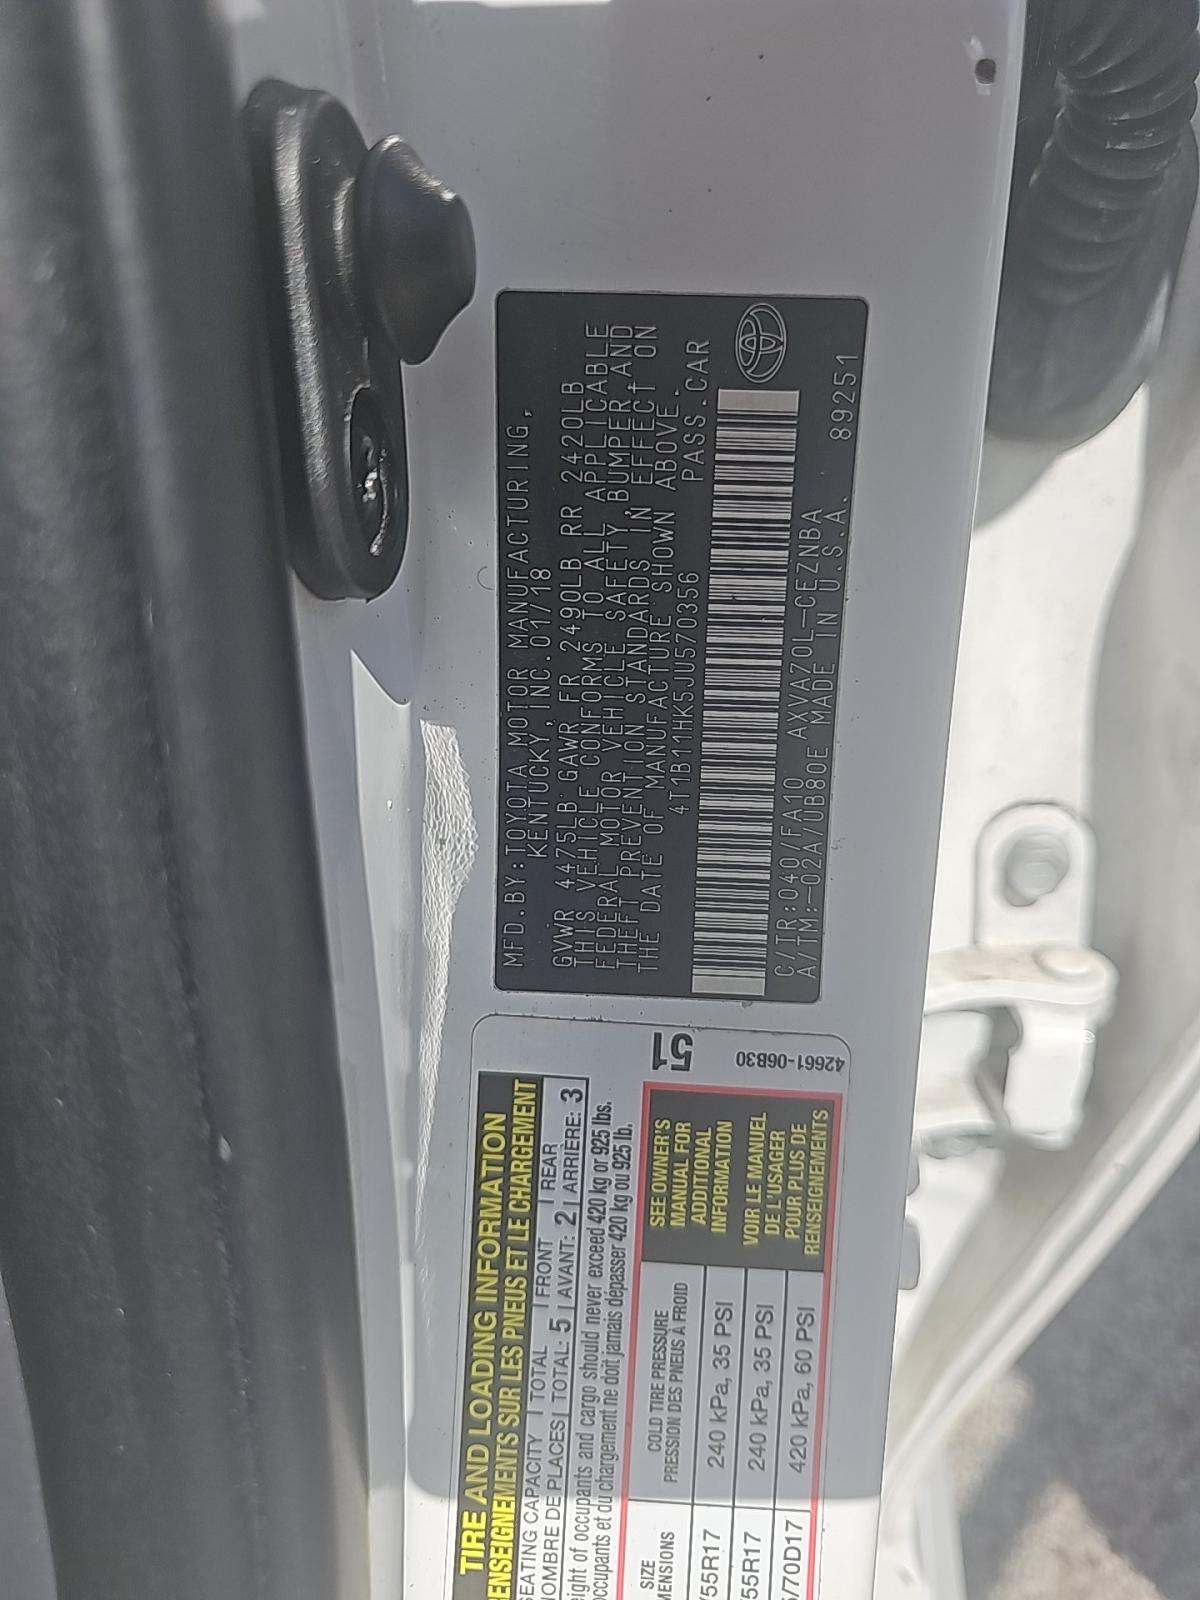 MFD.BY:TOYOTA MOTOR MANUFACTURING,
KENTUCKY, INC. 01/18
GVWR 4475LB GAWR FR 2490LB RR 2420LB
THIS VEHICLE CONFORMS TO ALL APPLICABLE
FEDERAL MOTOR VEHICLE SAFETY, BUMPER, AND
THEFT PREVENTION STANDARDS IN EFFECT ON
THE DATE OF MANUFACTURE SHOWN ABOVE.
4T1B11HK5JU570356 PASS.CAR
C/TR:040/FA10 AXVA70L-CEZNBA
A/TM:-02A/UB80E MADE IN U.S.A. 89251
TIRE AND LOADING INFORMATION
RENSEIGNEMENTS SUR LES PNEUS ET LE CHARGEMENT
SEATING CAPACITY | TOTAL | FRONT | REAR
NOMBRE DE PLACES | TOTAL: 5 | AVANT: 2 | ARRIÈRE: 3
eight of occupants and cargo should never exceed 420 kg or 925 lbs.
occupants et du chargement ne doit jamais dépasser 420 kg ou 925 lb.
51
42661-06B30
SIZE
MENSIONS
COLD TIRE PRESSURE
PRESSION DES PNEUS À FROID
/55R17 240 kPa, 35 PSI
/55R17 240 kPa, 35 PSI
/70D17 420 kPa, 60 PSI
SEE OWNER'S
MANUAL FOR
ADDITIONAL
INFORMATION
VOIR LE MANUEL
DE L'USAGER
POUR PLUS DE
RENSEIGNEMENTS